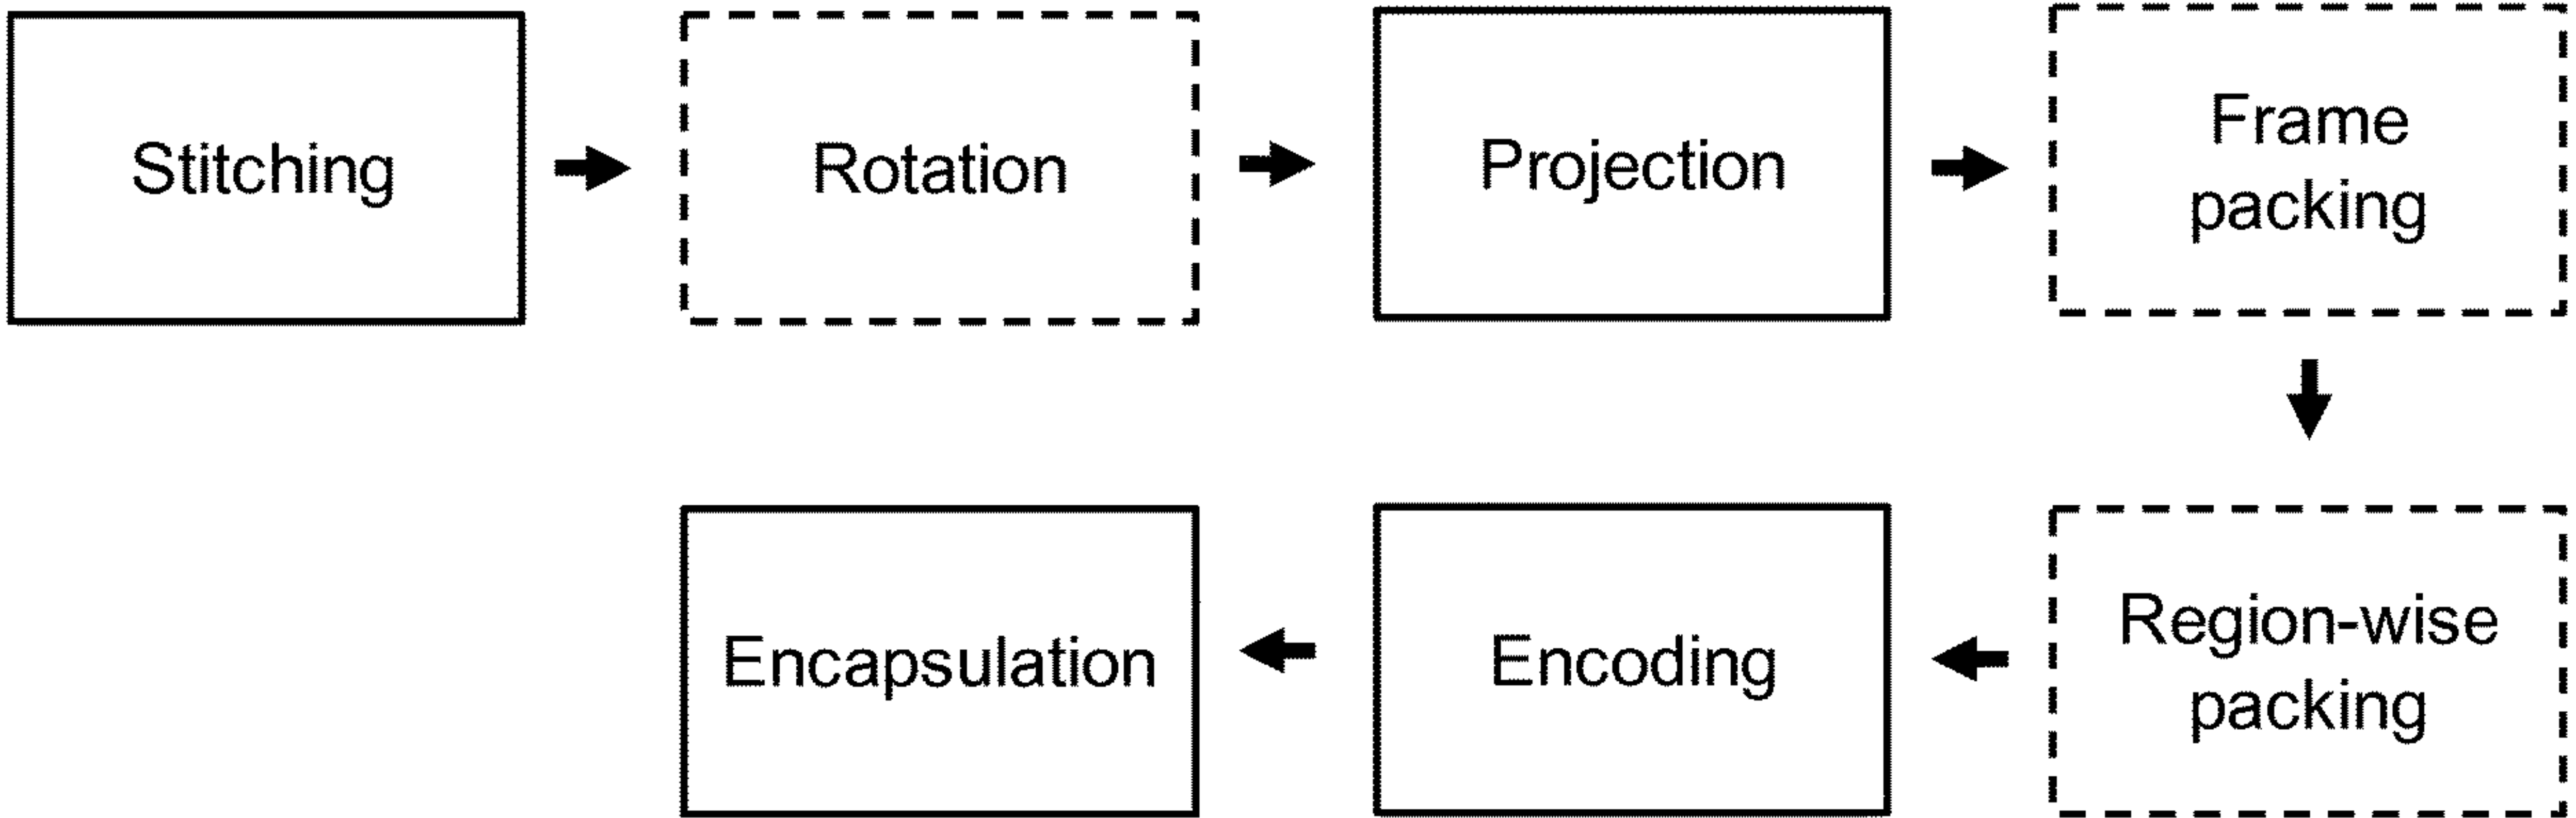 Stitching
Rotation
Projection
Frame
packing
Region-wise
packing
Encoding
Encapsulation